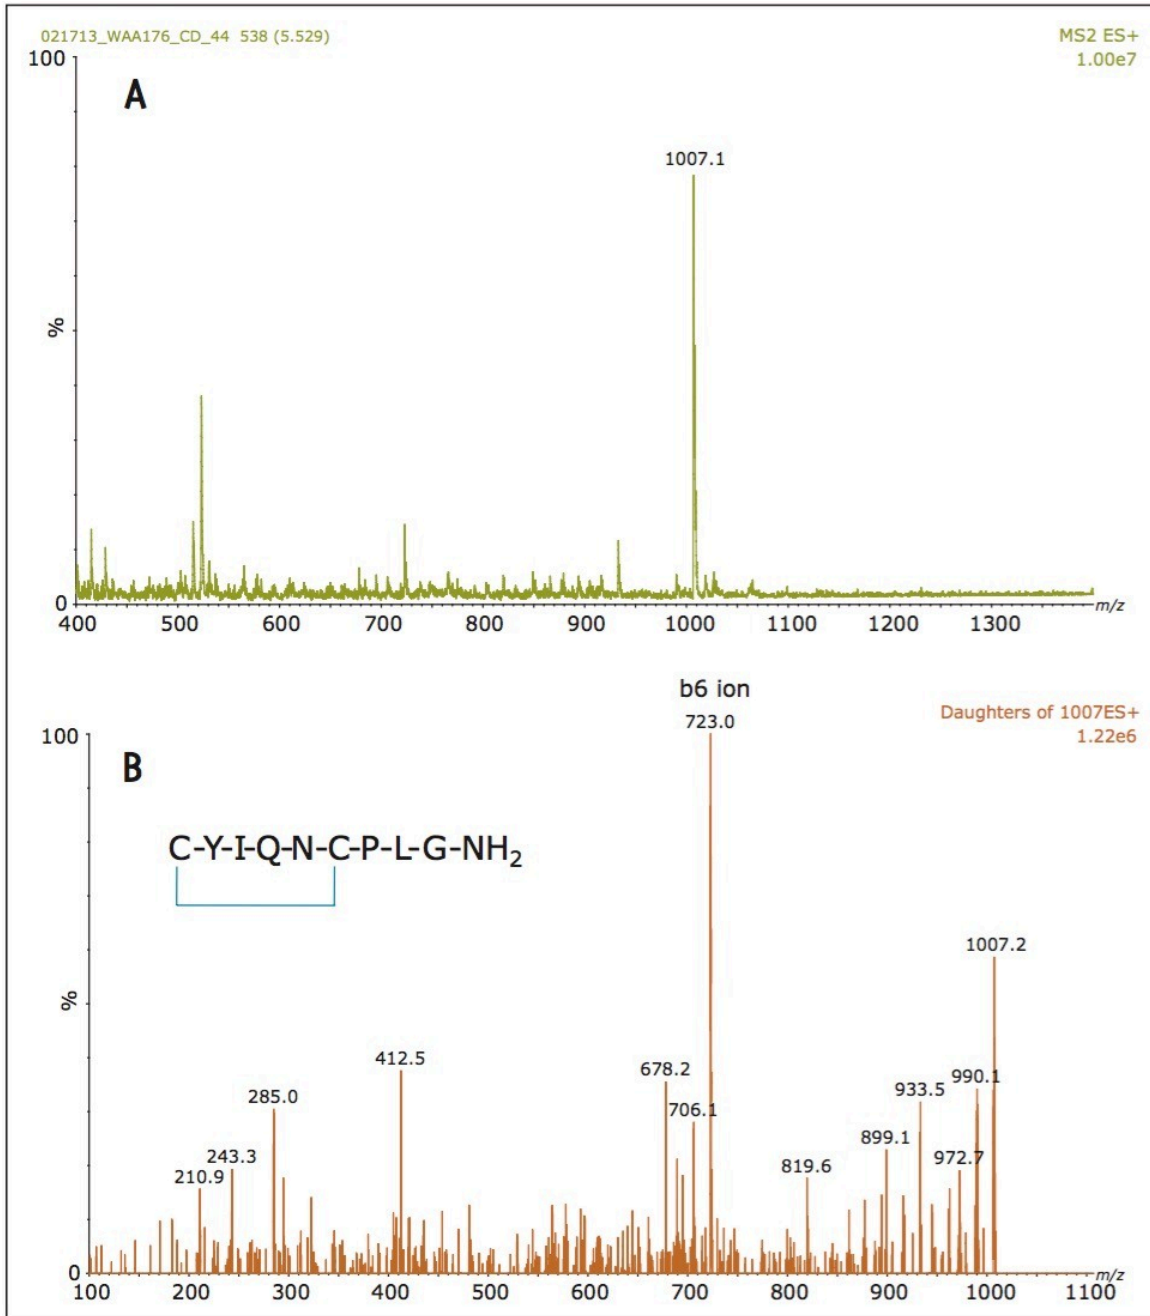 021713_WAA176_CD_44 538 (5.529)
MS2 ES+
1.00e7
100
A
1007.1
%
0
400 500 600 700 800 900 1000 1100 1200 1300
m/z
b6 ion
723.0
Daughters of 1007ES+
1.22e6
100
B
C-Y-I-Q-N-C-P-L-G-NH₂
1007.2
%
412.5
678.2
990.1
933.5
285.0
706.1
899.1
972.7
243.3
819.6
210.9
0
100 200 300 400 500 600 700 800 900 1000 1100
m/z